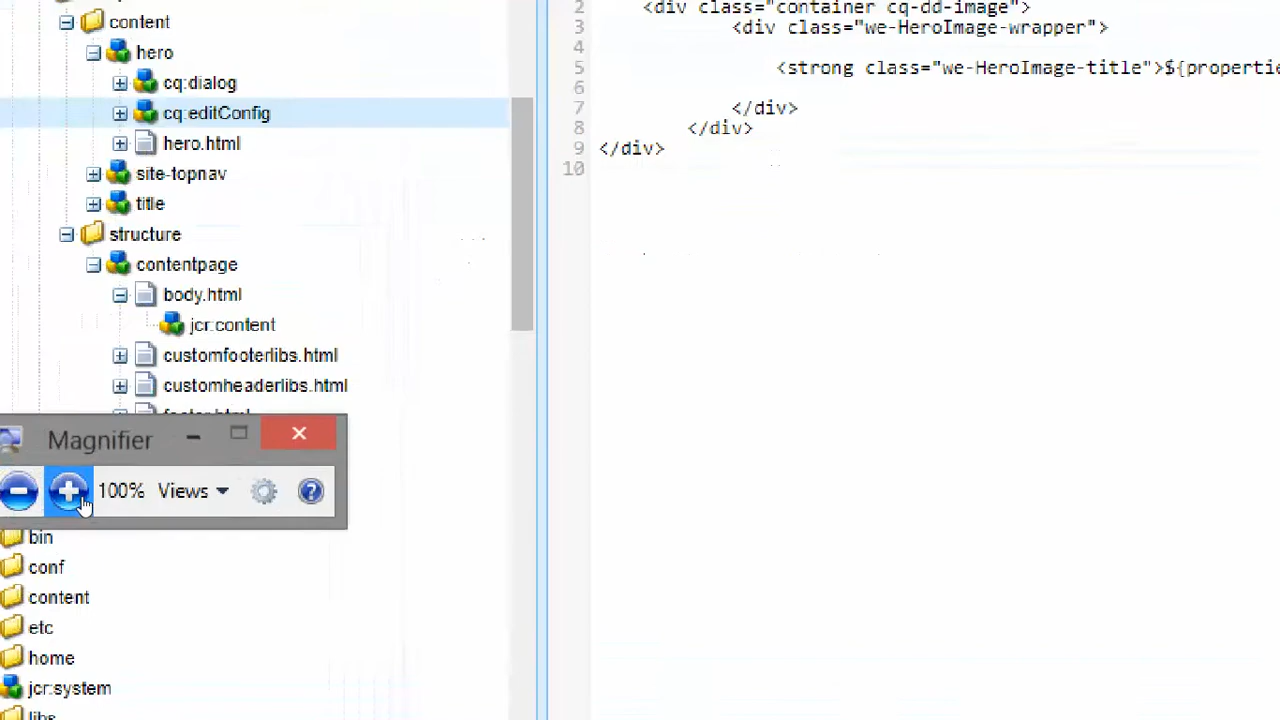 content
hero
cq:dialog
cq:editConfig
hero.html
site-topnav
title
structure
contentpage
body.html
jcr:content
customfooterlibs.html
customheaderlibs.html
footer.html
Magnifier
100% Views
bin
conf
content
etc
home
jcr:system
libs
2 <div class="container cq-dd-image">
3 <div class="we-HeroImage-wrapper">
4
5 <strong class="we-HeroImage-title">${propertie
6
7 </div>
8 </div>
9 </div>
10